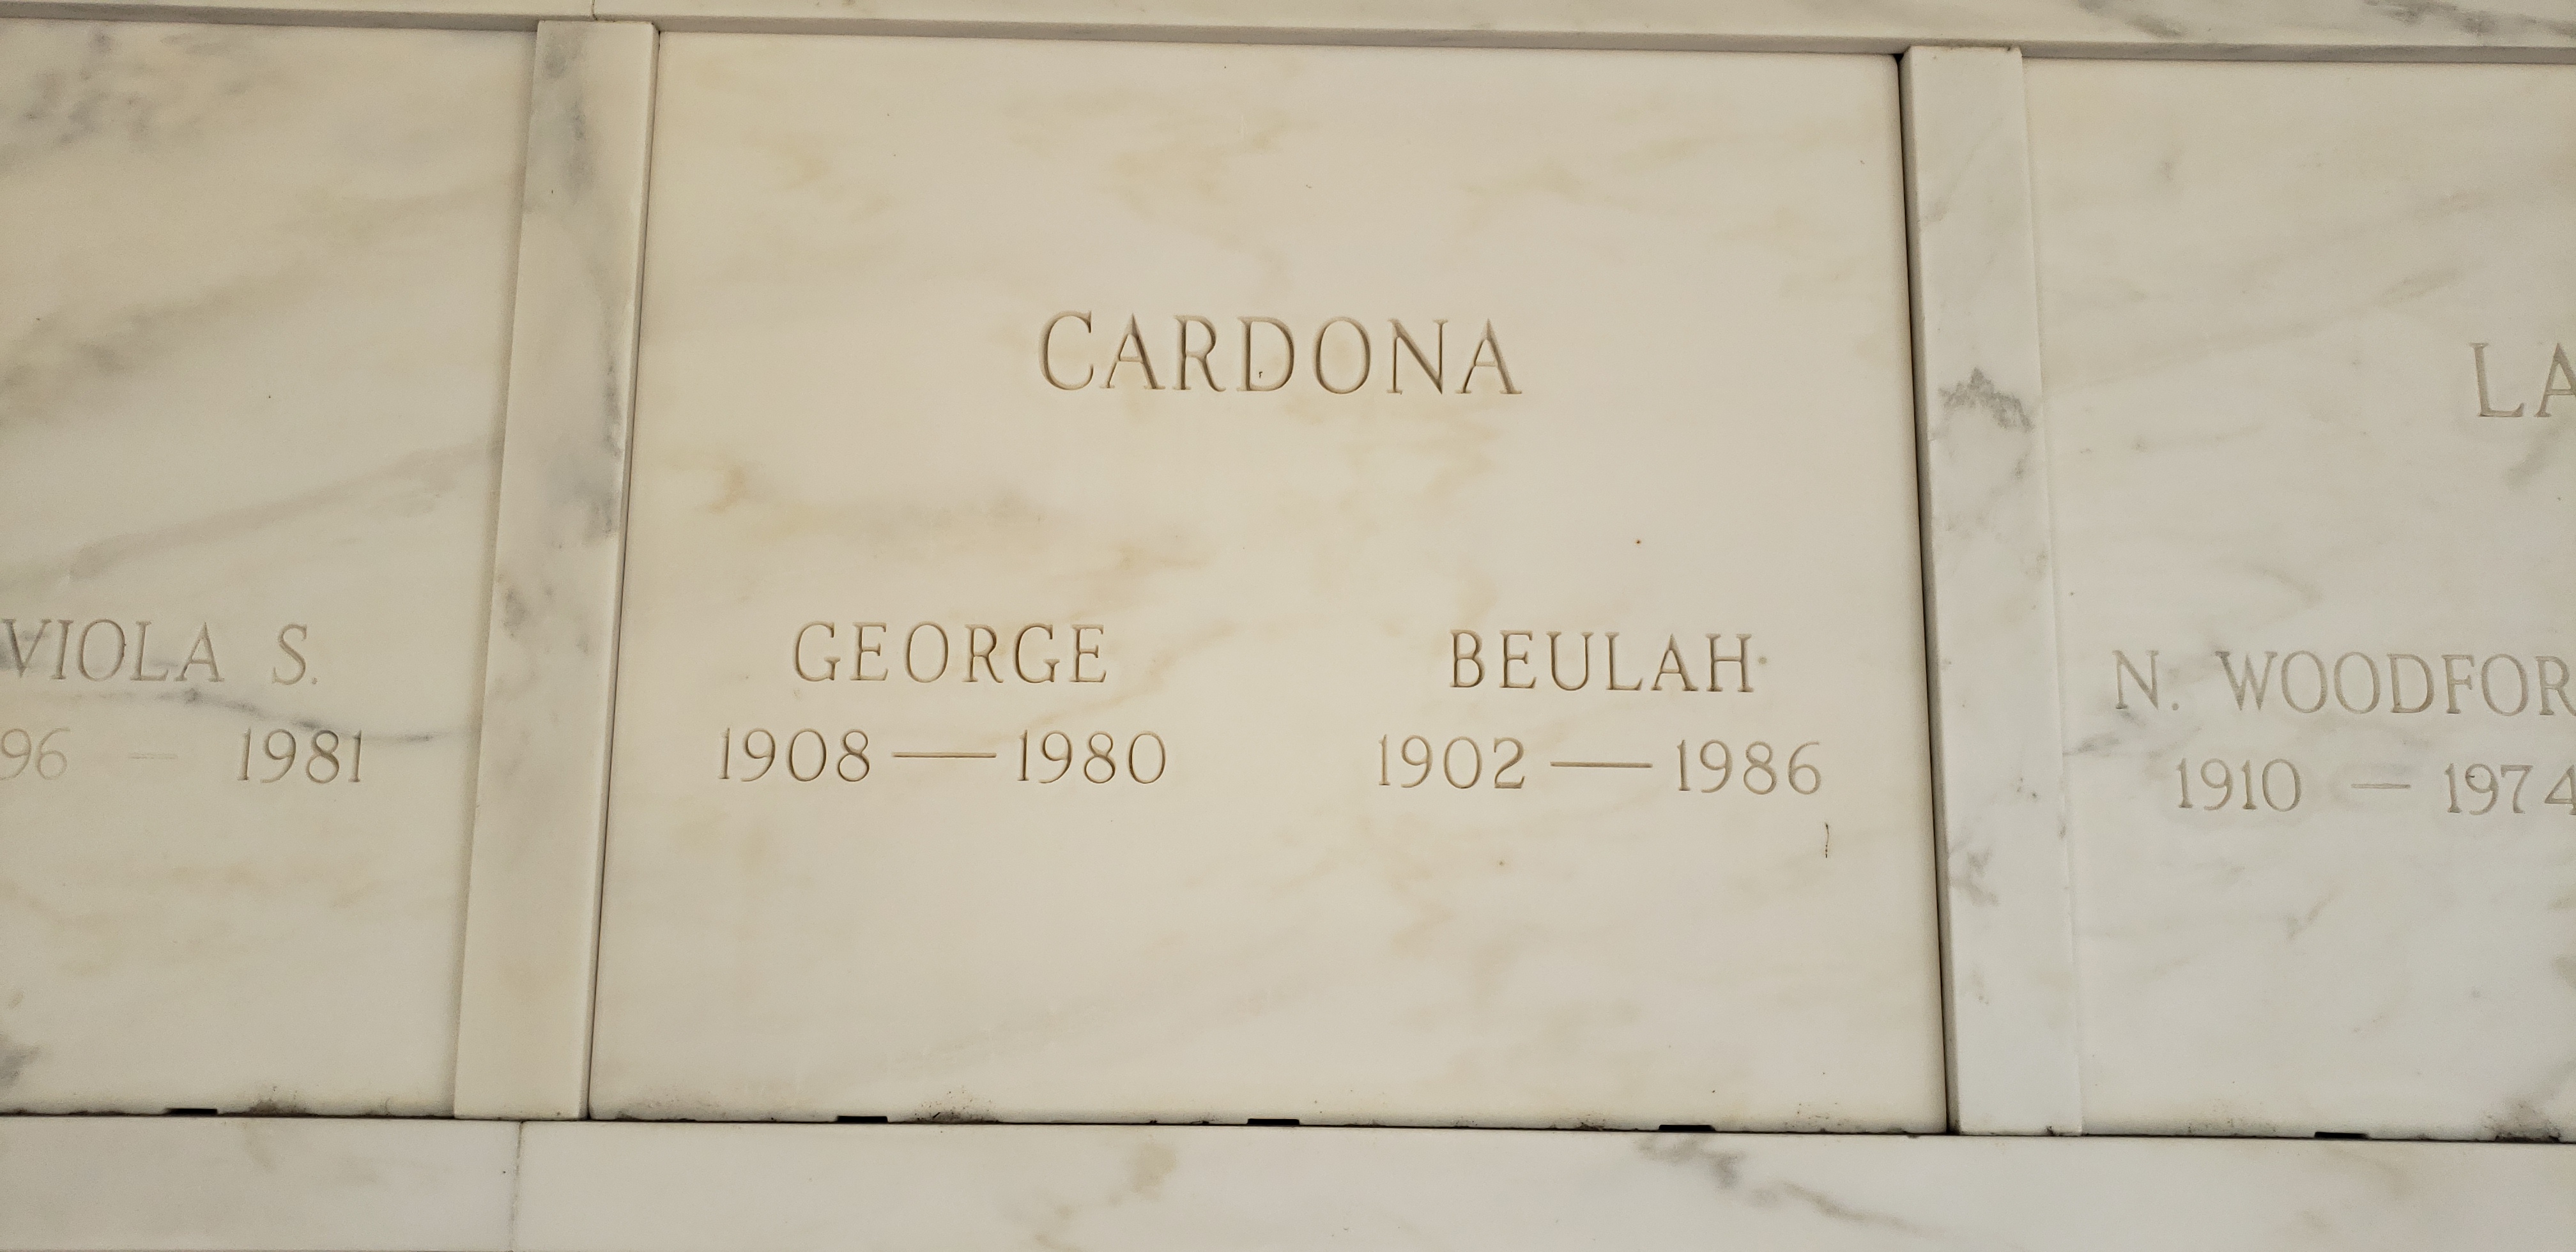 CARDONA
GEORGE BEULAH
1908 — 1980 1902 — 1986
VIOLA S.
96 — 1981
LA
N. WOODFOR
1910 — 1974